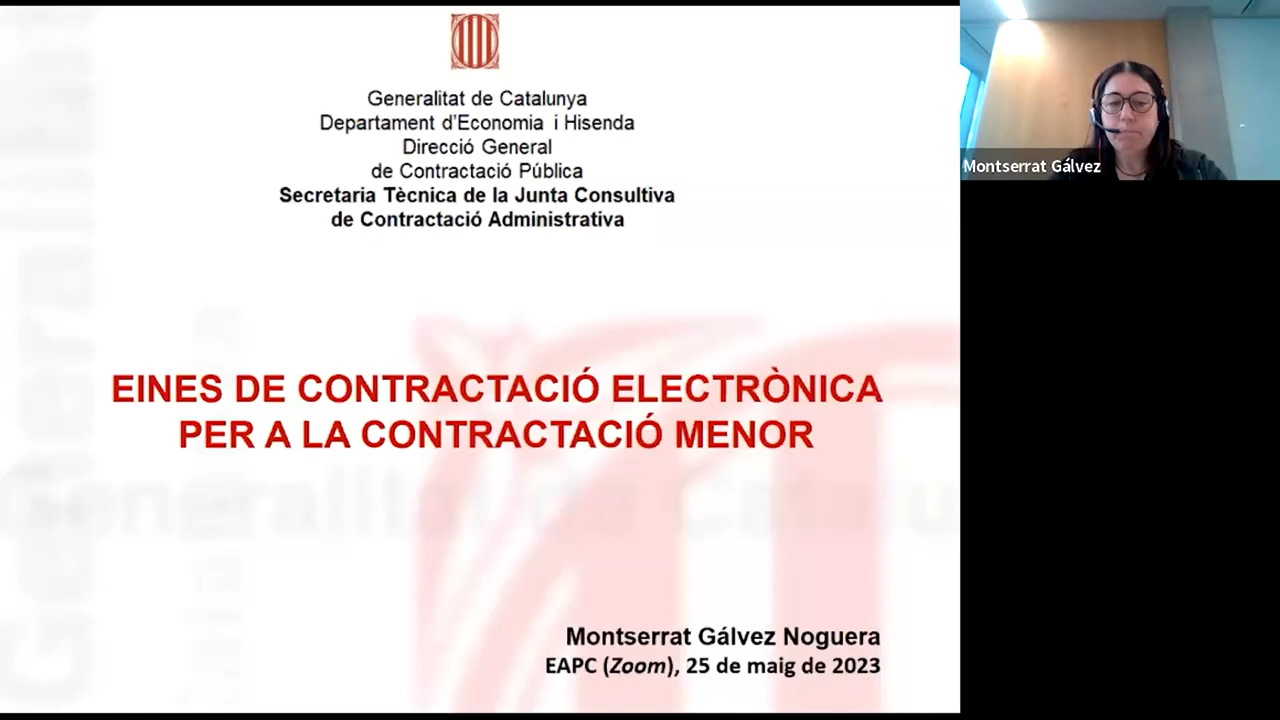 Generalitat de Catalunya
Departament d'Economia i Hisenda
Direcció General
de Contractació Pública
Secretaria Tècnica de la Junta Consultiva
de Contractació Administrativa
Montserrat Gálvez
EINES DE CONTRACTACIÓ ELECTRÒNICA
PER A LA CONTRACTACIÓ MENOR
Montserrat Gálvez Noguera
EAPC (Zoom), 25 de maig de 2023